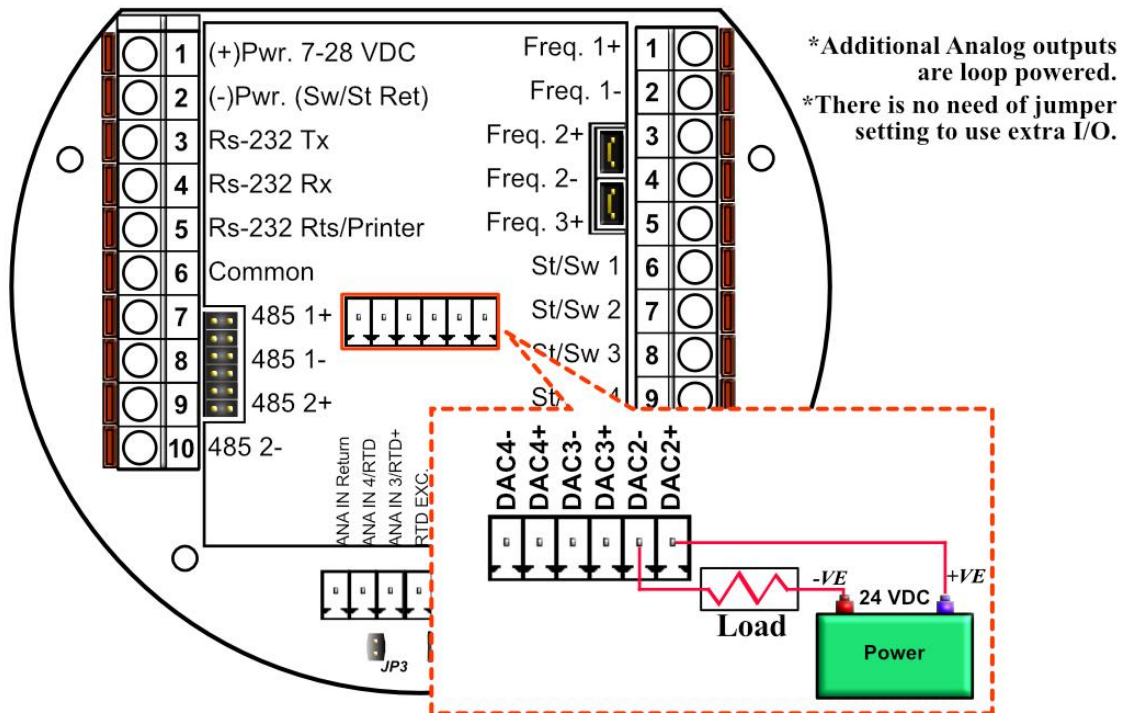 1 (+)Pwr. 7-28 VDC
2 (-)Pwr. (Sw/St Ret)
3 Rs-232 Tx
4 Rs-232 Rx
5 Rs-232 Rts/Printer
6 Common
7 485 1+
8 485 1-
9 485 2+
10 485 2-
Freq. 1+ 1
Freq. 1- 2
Freq. 2+ 3
Freq. 2- 4
Freq. 3+ 5
St/Sw 1 6
St/Sw 2 7
St/Sw 3 8
St/ 4 9
*Additional Analog outputs
are loop powered.
*There is no need of jumper
setting to use extra I/O.
ANA IN Return
ANA IN 4/RTD
ANA IN 3/RTD+
RTD EXC.
JP3
DAC4-
DAC4+
DAC3-
DAC3+
DAC2-
DAC2+
Load
-VE
+VE
24 VDC
Power